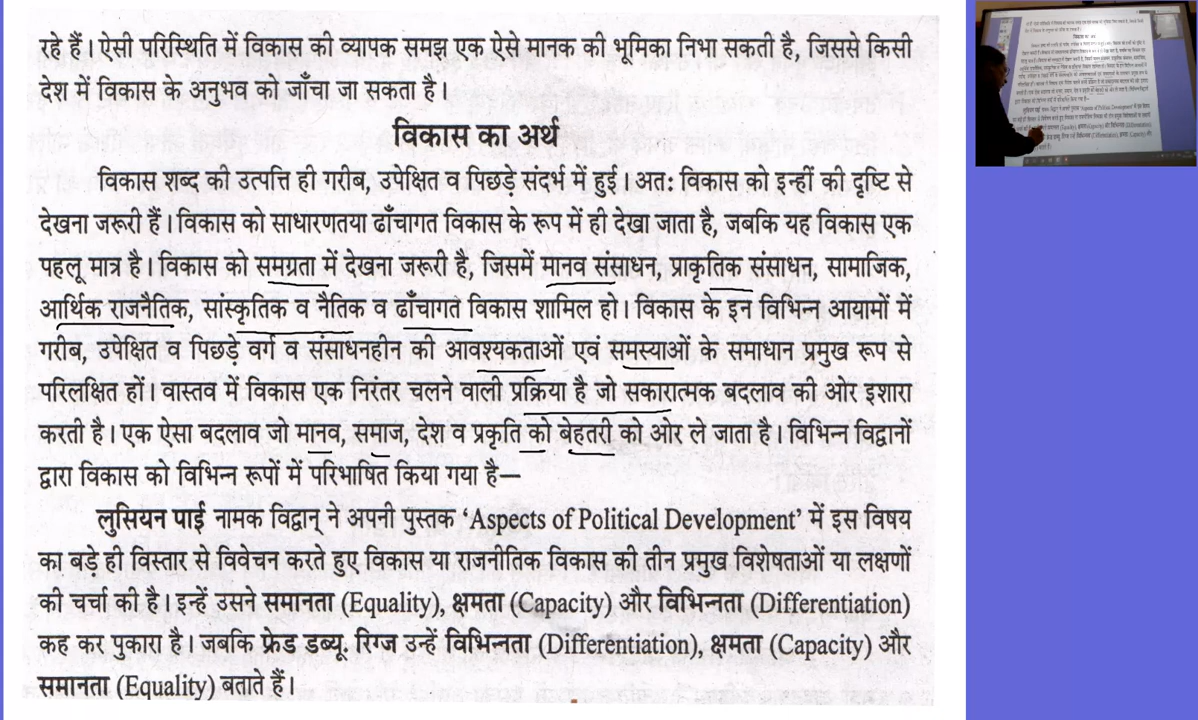 रहे हैं। ऐसी परिस्थिति में विकास की व्यापक समझ एक ऐसे मानक की भूमिका निभा सकती है, जिससे किसी
देश में विकास के अनुभव को जाँचा जा सकता है।
विकास का अर्थ
विकास शब्द की उत्पत्ति ही गरीब, उपेक्षित व पिछड़े संदर्भ में हुई। अतः विकास को इन्हीं की दृष्टि से
देखना जरूरी हैं। विकास को साधारणतया ढाँचागत विकास के रूप में ही देखा जाता है, जबकि यह विकास एक
पहलू मात्र है। विकास को समग्रता में देखना जरूरी है, जिसमें मानव संसाधन, प्राकृतिक संसाधन, सामाजिक,
आर्थिक राजनैतिक, सांस्कृतिक व नैतिक व ढाँचागत विकास शामिल हो। विकास के इन विभिन्न आयामों में
गरीब, उपेक्षित व पिछड़े वर्ग व संसाधनहीन की आवश्यकताओं एवं समस्याओं के समाधान प्रमुख रूप से
परिलक्षित हों। वास्तव में विकास एक निरंतर चलने वाली प्रक्रिया है जो सकारात्मक बदलाव की ओर इशारा
करती है। एक ऐसा बदलाव जो मानव, समाज, देश व प्रकृति को बेहतरी की ओर ले जाता है। विभिन्न विद्वानों
द्वारा विकास को विभिन्न रूपों में परिभाषित किया गया है—
लुसियन पाई नामक विद्वान् ने अपनी पुस्तक ‘Aspects of Political Development’ में इस विषय
का बड़े ही विस्तार से विवेचन करते हुए विकास या राजनीतिक विकास की तीन प्रमुख विशेषताओं या लक्षणों
की चर्चा की है। इन्हें उसने समानता (Equality), क्षमता (Capacity) और विभिन्नता (Differentiation)
कह कर पुकारा है। जबकि फ्रेड डब्यू. रिग्ज उन्हें विभिन्नता (Differentiation), क्षमता (Capacity) और
समानता (Equality) बताते हैं।